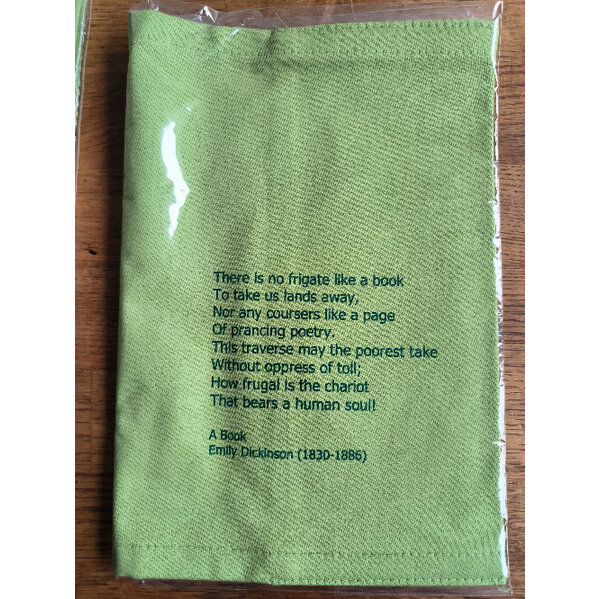 There is no frigate like a book
To take us lands away,
Nor any coursers like a page
Of prancing poetry.
This traverse may the poorest take
Without oppress of toll;
How frugal is the chariot
That bears a human soul!

A Book
Emily Dickinson (1830-1886)